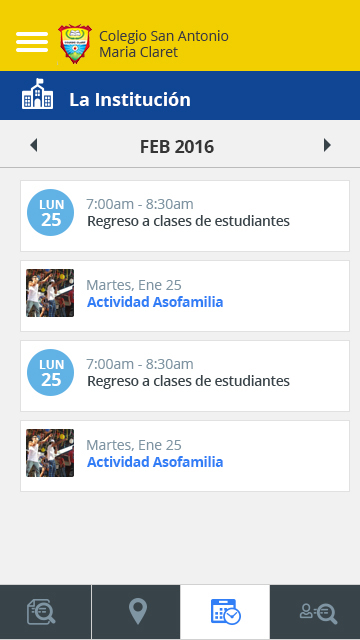 Colegio San Antonio
Maria Claret
La Institución
FEB 2016
LUN
25
7:00am - 8:30am
Regreso a clases de estudiantes
Martes, Ene 25
Actividad Asofamilia
LUN
25
7:00am - 8:30am
Regreso a clases de estudiantes
Martes, Ene 25
Actividad Asofamilia